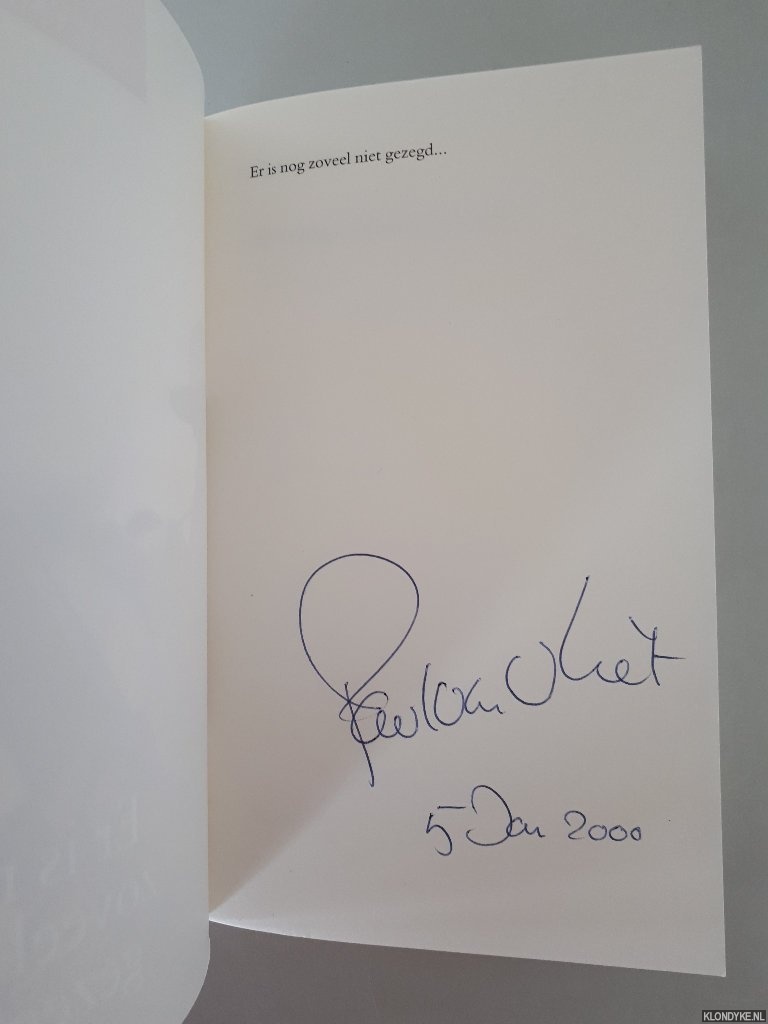 Er is nog zoveel niet gezegd...
Paul van Vliet
5 Jan 2000
KLONDYKE.NL